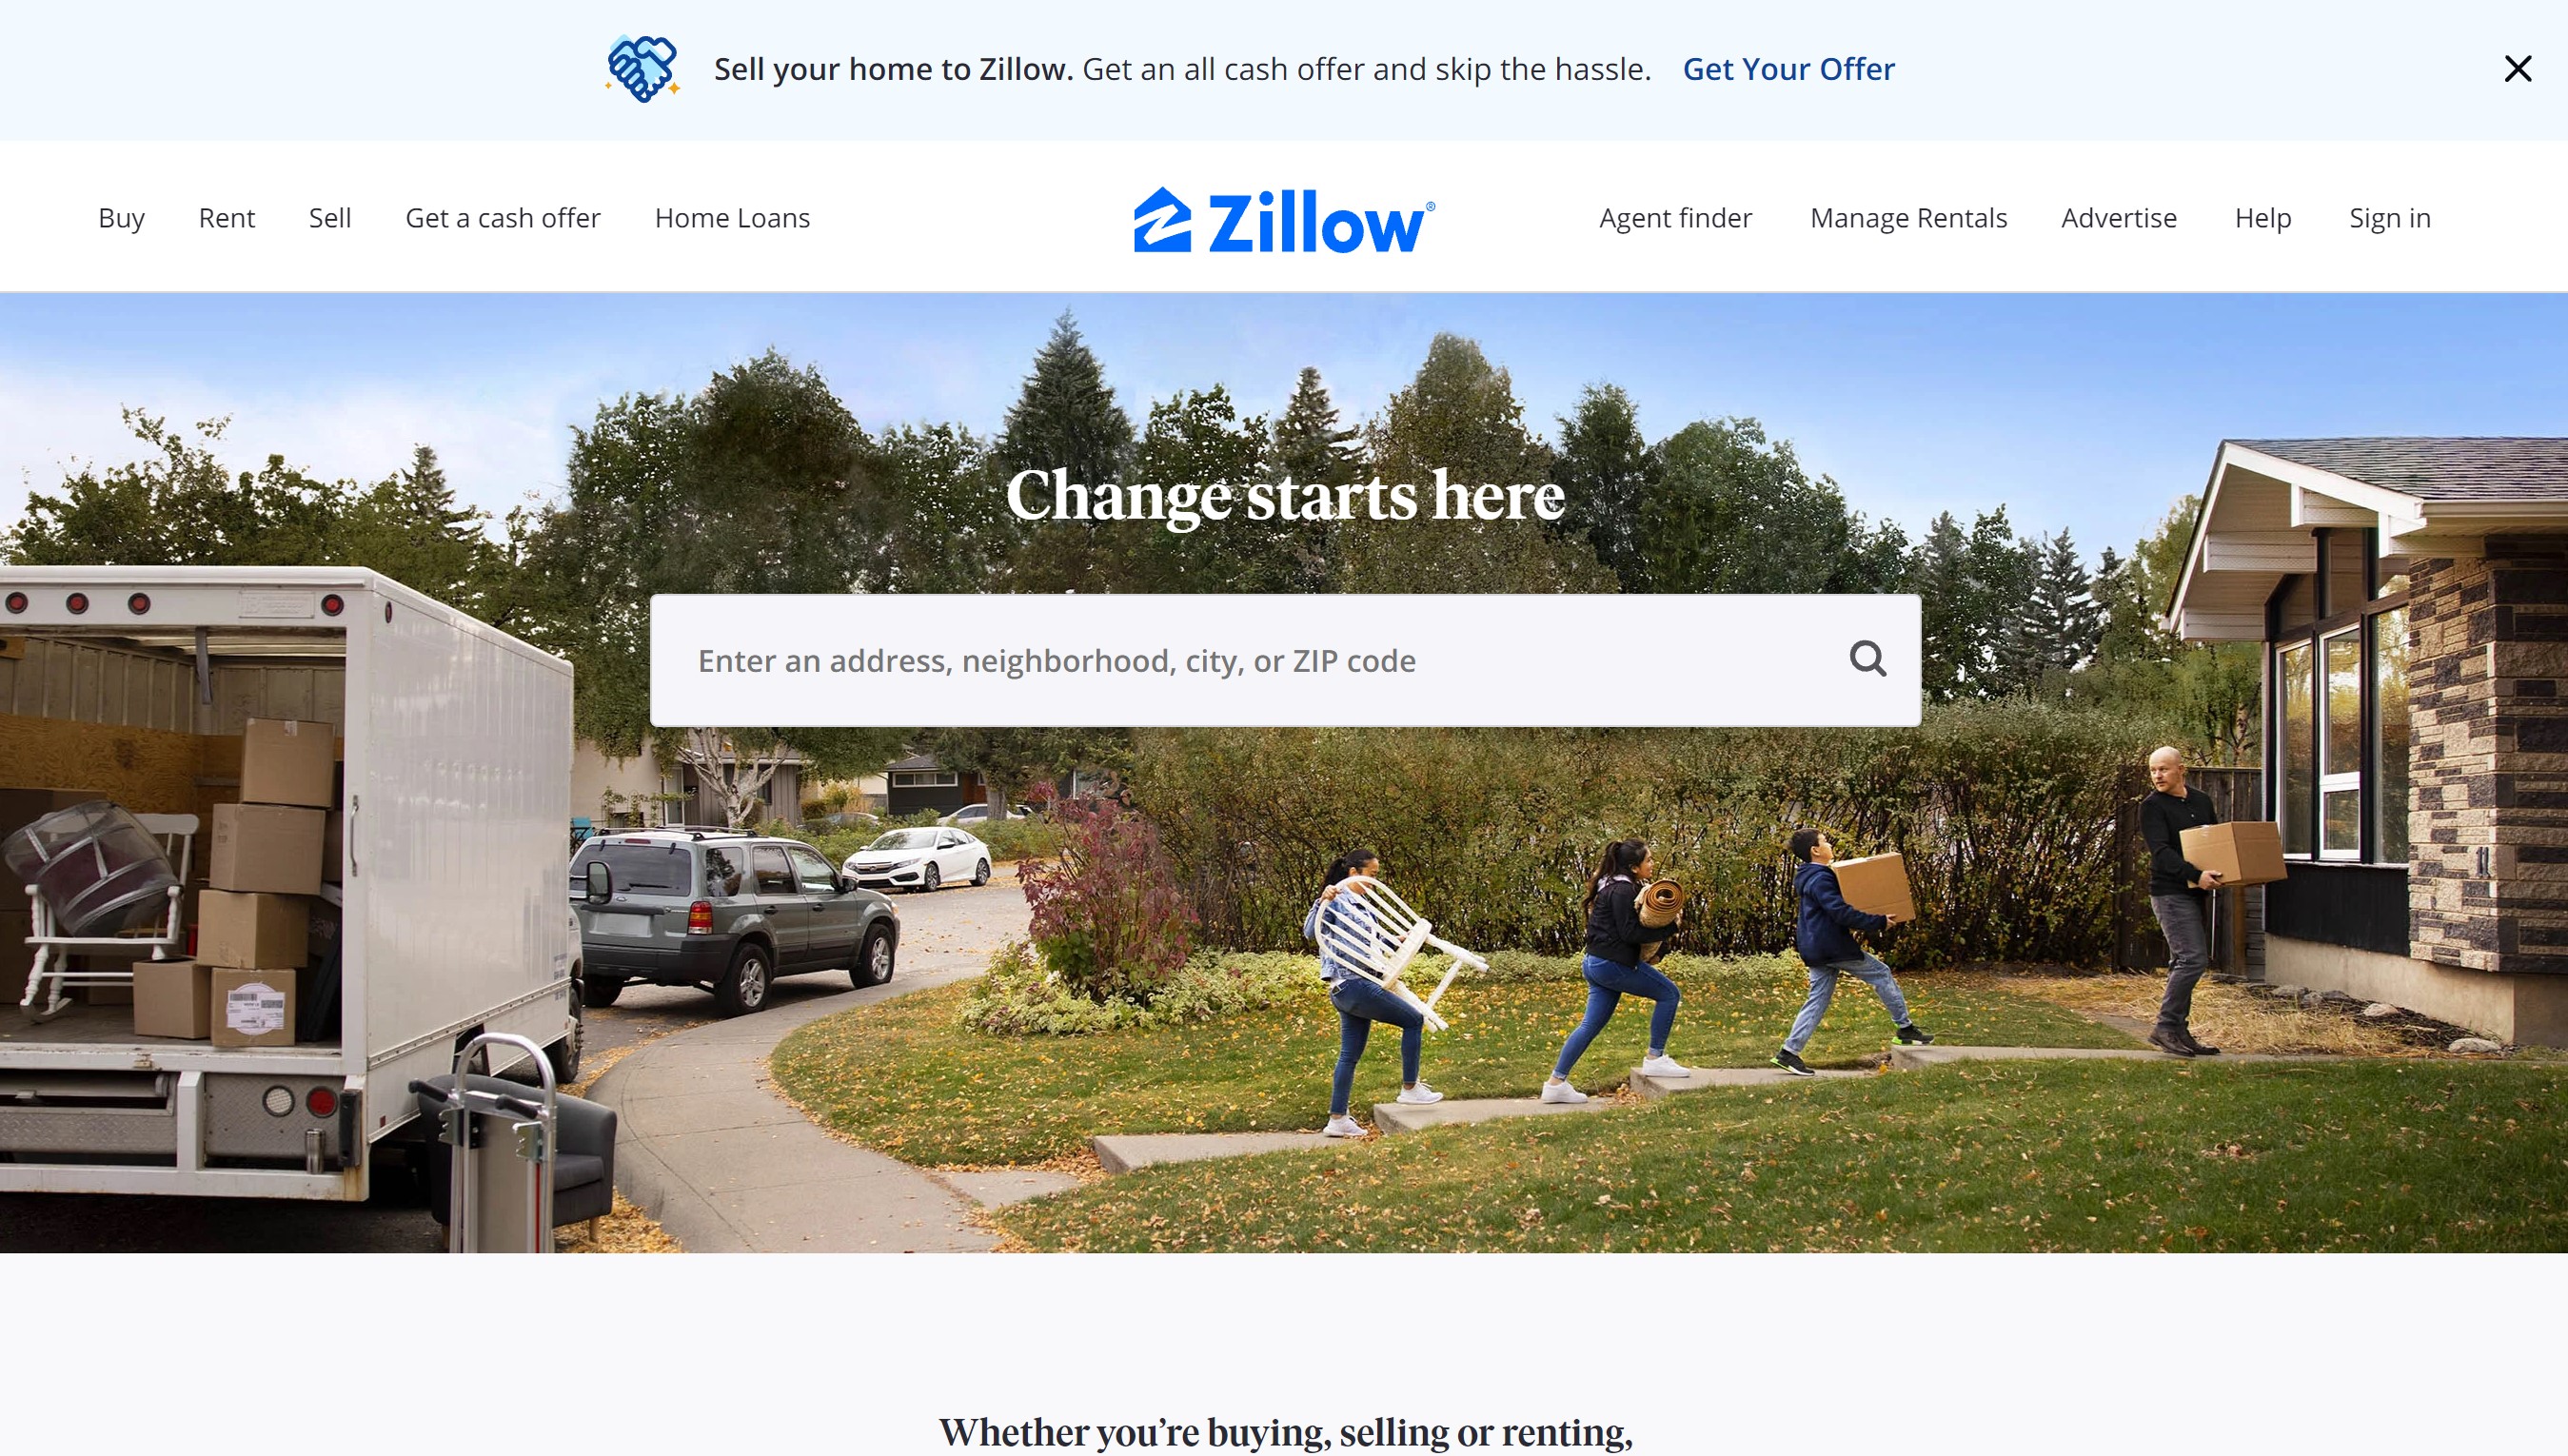 Sell your home to Zillow. Get an all cash offer and skip the hassle. Get Your Offer
Buy Rent Sell Get a cash offer Home Loans Zillow® Agent finder Manage Rentals Advertise Help Sign in
Change starts here
Enter an address, neighborhood, city, or ZIP code
Whether you’re buying, selling or renting,